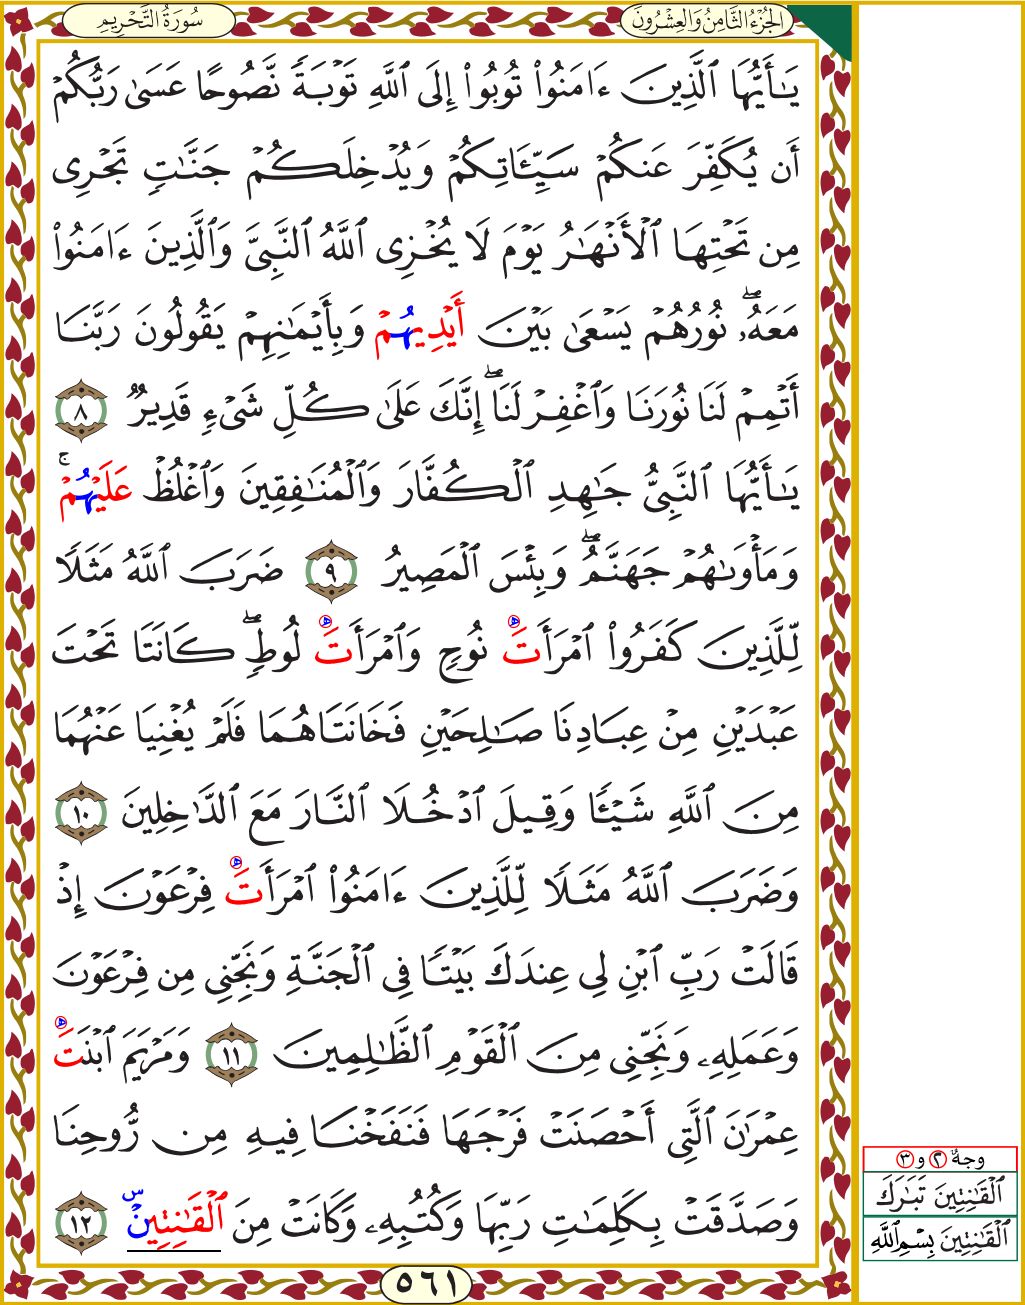 الجُزْءُ الثَّامِنُ وَالعِشْرُونَ
سُورَةُ التَّحْرِيمِ
يَـٰٓأَيُّهَا ٱلَّذِينَ ءَامَنُوا۟ تُوبُوٓا۟ إِلَى ٱللَّهِ تَوْبَةً نَّصُوحًا عَسَىٰ رَبُّكُمْ
أَن يُكَفِّرَ عَنكُمْ سَيِّـَٔاتِكُمْ وَيُدْخِلَكُمْ جَنَّـٰتٍ تَجْرِى
مِن تَحْتِهَا ٱلْأَنْهَـٰرُ يَوْمَ لَا يُخْزِى ٱللَّهُ ٱلنَّبِىَّ وَٱلَّذِينَ ءَامَنُوا۟
مَعَهُۥ ۖ نُورُهُمْ يَسْعَىٰ بَيْنَ أَيْدِيهُمْ وَبِأَيْمَـٰنِهِمْ يَقُولُونَ رَبَّنَا
أَتْمِمْ لَنَا نُورَنَا وَٱغْفِرْ لَنَا ۖ إِنَّكَ عَلَىٰ كُلِّ شَىْءٍ قَدِيرٌ ٨
يَـٰٓأَيُّهَا ٱلنَّبِىُّ جَـٰهِدِ ٱلْكُفَّارَ وَٱلْمُنَـٰفِقِينَ وَٱغْلُظْ عَلَيْهُمْ ۚ
وَمَأْوَىٰهُمْ جَهَنَّمُ ۖ وَبِئْسَ ٱلْمَصِيرُ ٩ ضَرَبَ ٱللَّهُ مَثَلًا
لِّلَّذِينَ كَفَرُوا۟ ٱمْرَأَتَ نُوحٍ وَٱمْرَأَتَ لُوطٍ ۖ كَانَتَا تَحْتَ
عَبْدَيْنِ مِنْ عِبَادِنَا صَـٰلِحَيْنِ فَخَانَتَاهُمَا فَلَمْ يُغْنِيَا عَنْهُمَا
مِنَ ٱللَّهِ شَيْـًٔا وَقِيلَ ٱدْخُلَا ٱلنَّارَ مَعَ ٱلدَّٰخِلِينَ ١٠
وَضَرَبَ ٱللَّهُ مَثَلًا لِّلَّذِينَ ءَامَنُوا۟ ٱمْرَأَتَ فِرْعَوْنَ إِذْ
قَالَتْ رَبِّ ٱبْنِ لِى عِندَكَ بَيْتًا فِى ٱلْجَنَّةِ وَنَجِّنِى مِن فِرْعَوْنَ
وَعَمَلِهِۦ وَنَجِّنِى مِنَ ٱلْقَوْمِ ٱلظَّـٰلِمِينَ ١١ وَمَرْيَمَ ٱبْنَتَ
عِمْرَٰنَ ٱلَّتِىٓ أَحْصَنَتْ فَرْجَهَا فَنَفَخْنَا فِيهِ مِن رُّوحِنَا
وَصَدَّقَتْ بِكَلِمَـٰتِ رَبِّهَا وَكُتُبِهِۦ وَكَانَتْ مِنَ ٱلْقَـٰنِتِينَ ١٢
وجهُ ٢ و ٣
ٱلْقَـٰنِتِينَ تَبَـٰرَكَ
ٱلْقَـٰنِتِينَ بِسْمِ ٱللَّهِ
٥٦١